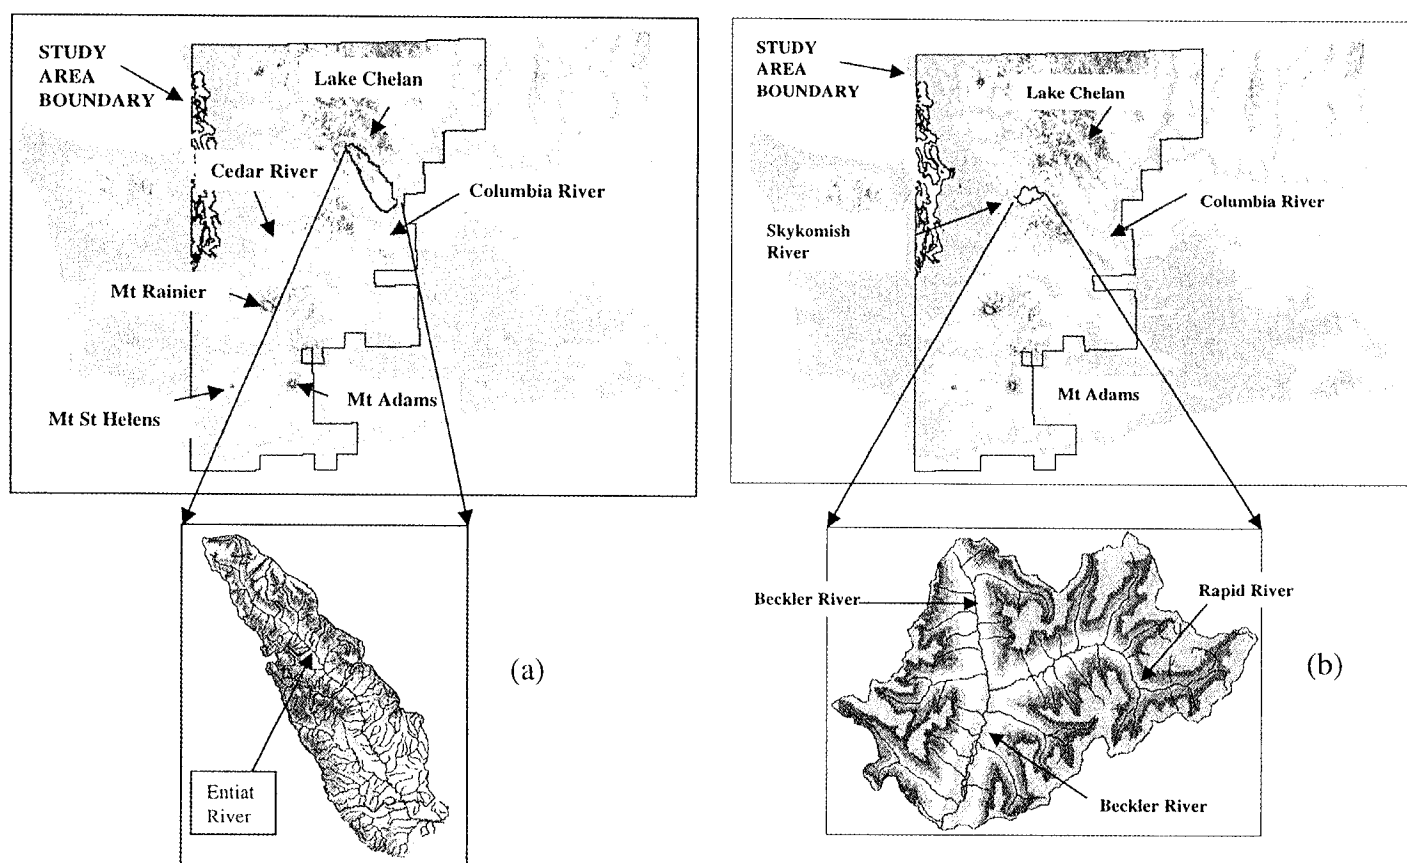 STUDY
AREA
BOUNDARY
Lake Chelan
Cedar River
Columbia River
Mt Rainier
Mt Adams
Mt St Helens
Entiat
River
(a)
STUDY
AREA
BOUNDARY
Lake Chelan
Columbia River
Skykomish
River
Mt Adams
Beckler River
Rapid River
(b)
Beckler River